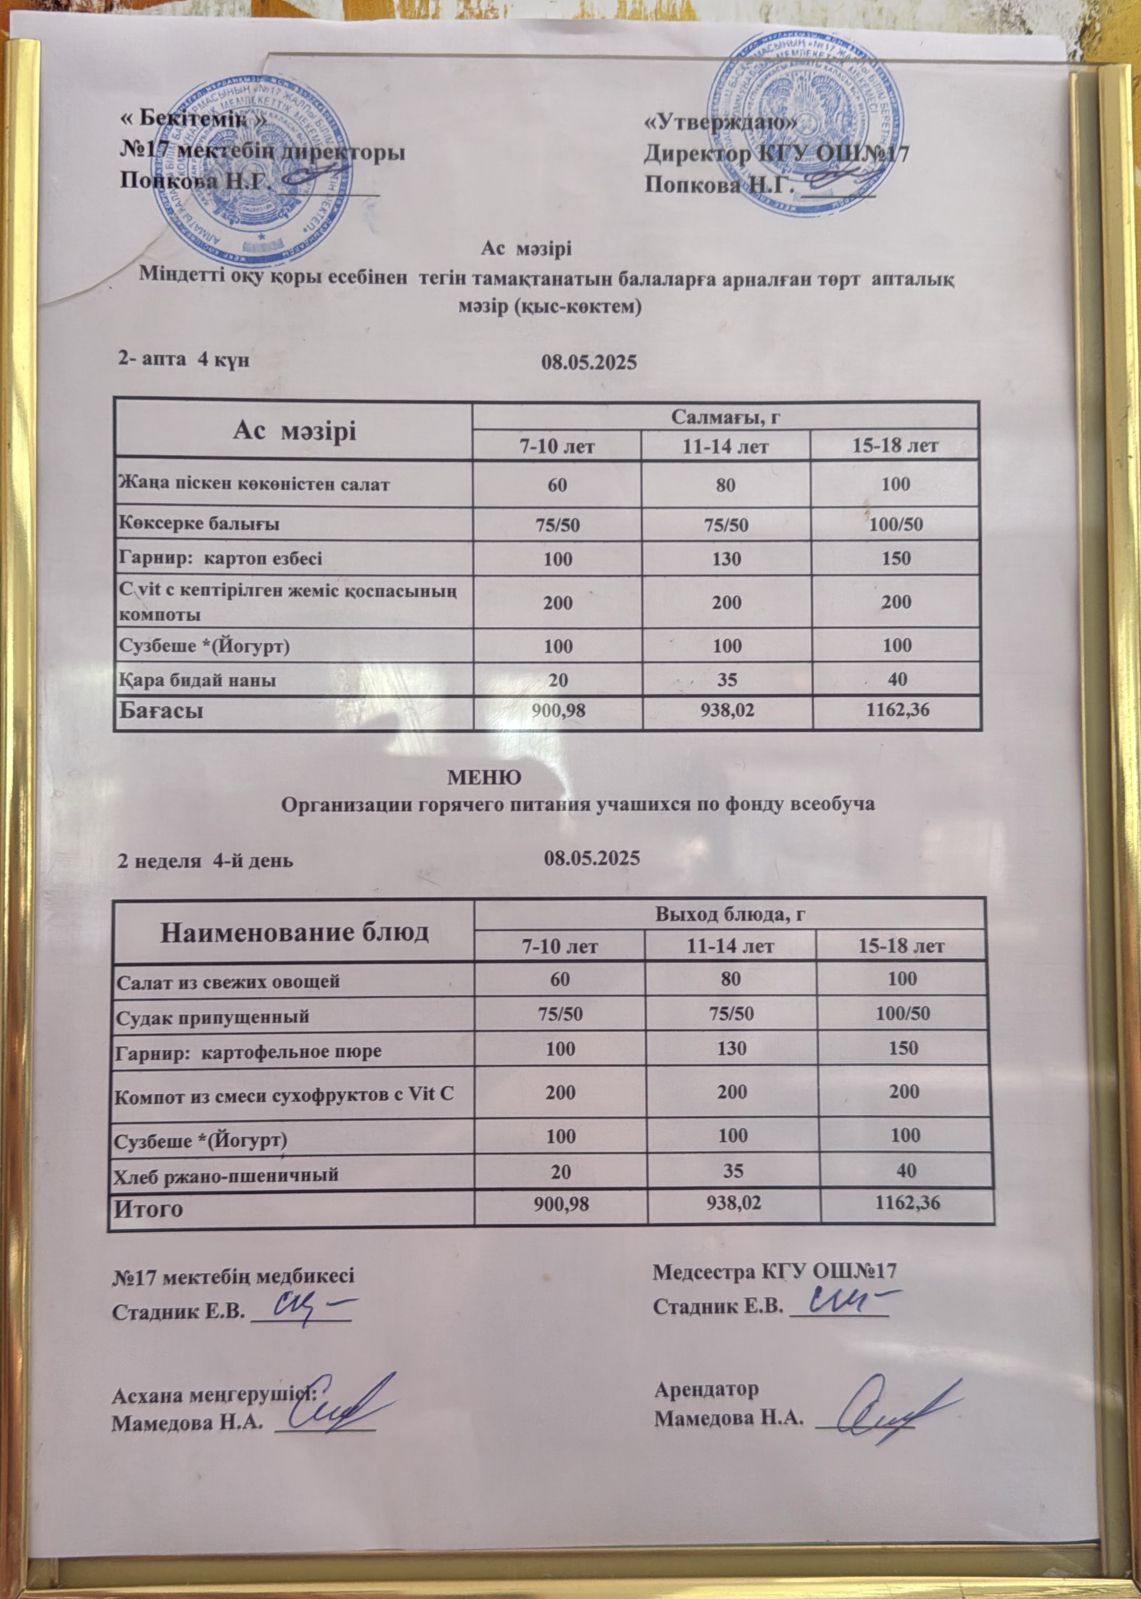 « Бекітемін »
№17 мектебің директоры
Попкова Н.Г.
«Утверждаю»
Директор КГУ ОШ№17
Попкова Н.Г.
Ас мәзірі
Міндетті оқу қоры есебінен тегін тамақтанатын балаларға арналған төрт апталық
мәзір (қыс-көктем)
2- апта 4 күн 08.05.2025
Ас мәзірі Салмағы, г
7-10 лет 11-14 лет 15-18 лет
Жаңа піскен көкөністен салат 60 80 100
Көксерке балығы 75/50 75/50 100/50
Гарнир: картоп езбесі 100 130 150
С vit с кептірілген жеміс қоспасының
компоты 200 200 200
Сузбеше *(Йогурт) 100 100 100
Қара бидай наны 20 35 40
Бағасы 900,98 938,02 1162,36
МЕНЮ
Организации горячего питания учашихся по фонду всеобуча
2 неделя 4-й день 08.05.2025
Наименование блюд Выход блюда, г
7-10 лет 11-14 лет 15-18 лет
Салат из свежих овощей 60 80 100
Судак припущенный 75/50 75/50 100/50
Гарнир: картофельное пюре 100 130 150
Компот из смеси сухофруктов с Vit C 200 200 200
Сузбеше *(Йогурт) 100 100 100
Хлеб ржано-пшеничный 20 35 40
Итого 900,98 938,02 1162,36
№17 мектебің медбикесі
Стадник Е.В.
Медсестра КГУ ОШ№17
Стадник Е.В.
Асхана меңгерушісі:
Мамедова Н.А.
Арендатор
Мамедова Н.А.